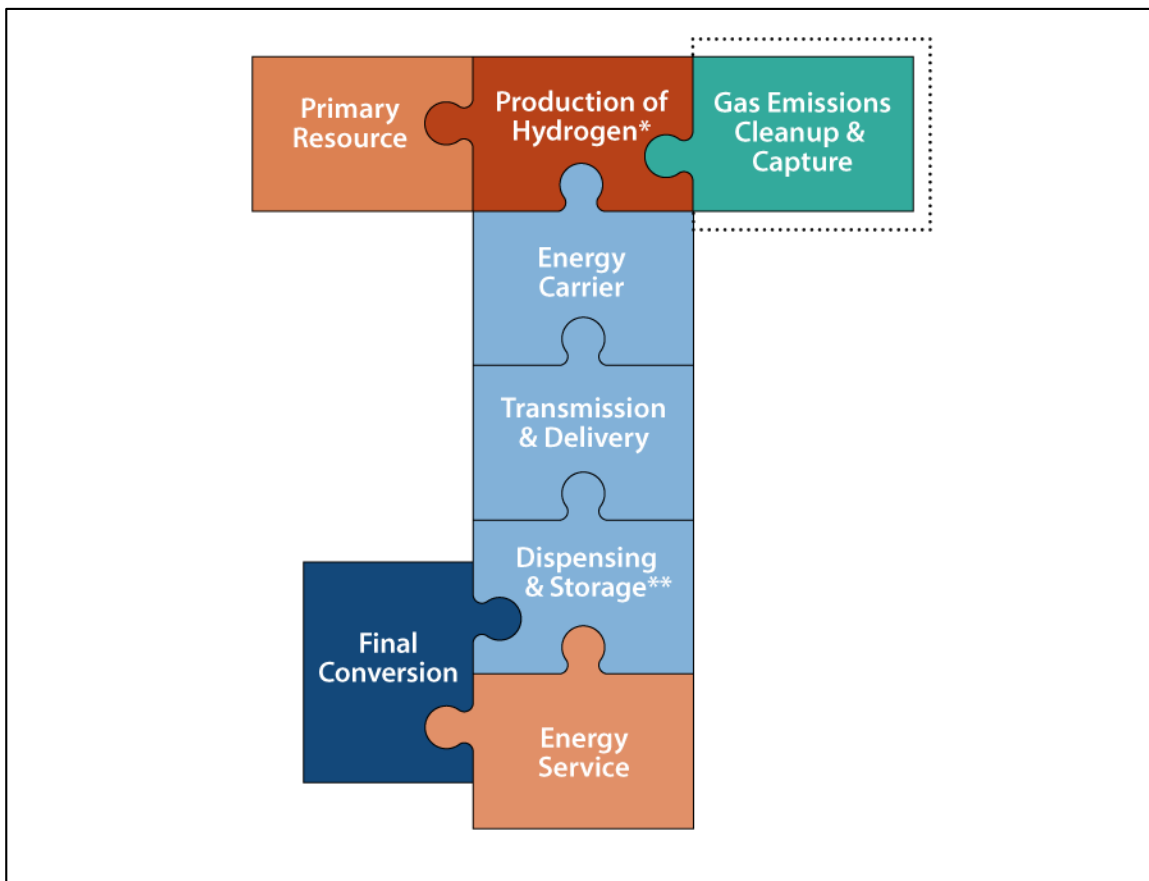 Primary
Resource
Production of
Hydrogen*
Gas Emissions
Cleanup &
Capture
Energy
Carrier
Transmission
& Delivery
Dispensing
& Storage**
Final
Conversion
Energy
Service